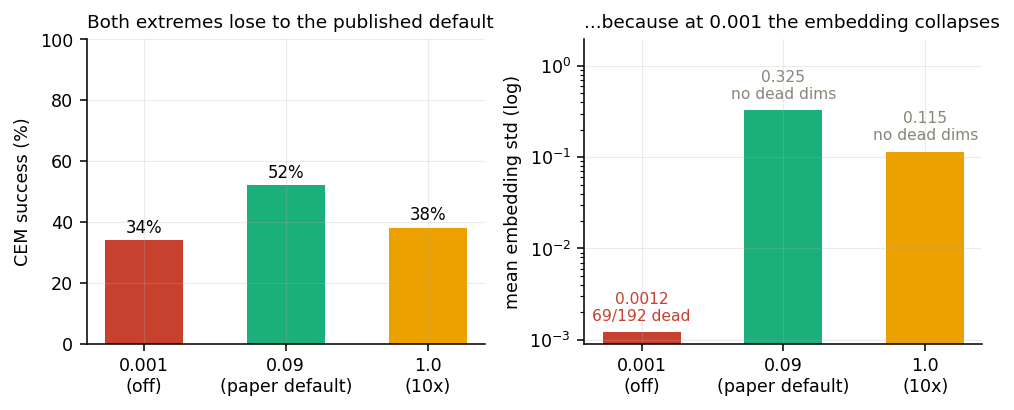 Both extremes lose to the published default
CEM success (%)
100
80
60
40
20
0
34%
52%
38%
0.001
(off)
0.09
(paper default)
1.0
(10x)
...because at 0.001 the embedding collapses
mean embedding std (log)
10⁰
10⁻¹
10⁻²
10⁻³
0.0012
69/192 dead
0.325
no dead dims
0.115
no dead dims
0.001
(off)
0.09
(paper default)
1.0
(10x)